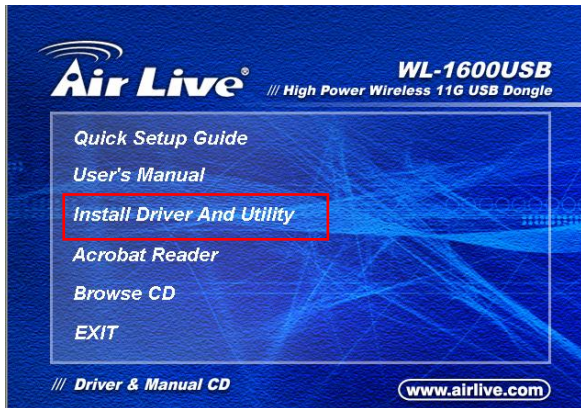 Air Live®
WL-1600USB
/// High Power Wireless 11G USB Dongle
Quick Setup Guide
User's Manual
Install Driver And Utility
Acrobat Reader
Browse CD
EXIT
/// Driver & Manual CD
www.airlive.com